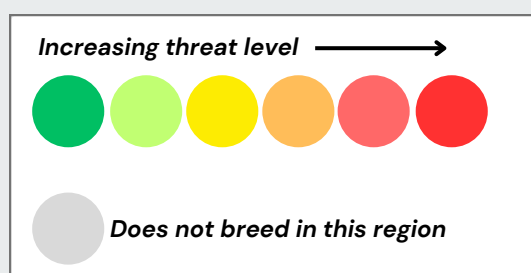 Increasing threat level
Does not breed in this region